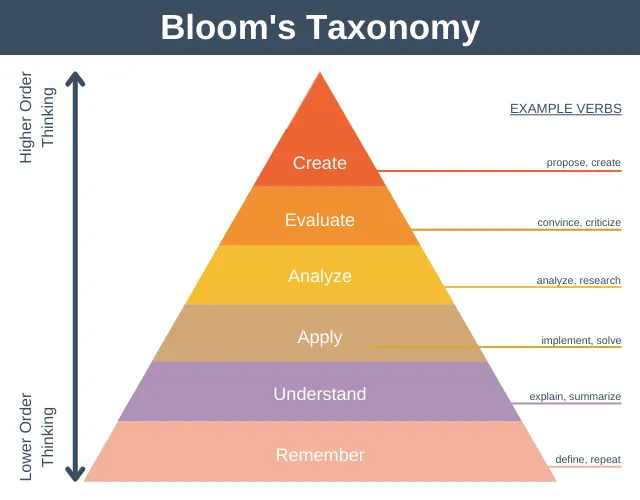 Bloom's Taxonomy
Higher Order
Thinking
EXAMPLE VERBS
Create
propose, create
Evaluate
convince, criticize
Analyze
analyze, research
Apply
implement, solve
Understand
explain, summarize
Lower Order
Thinking
Remember
define, repeat